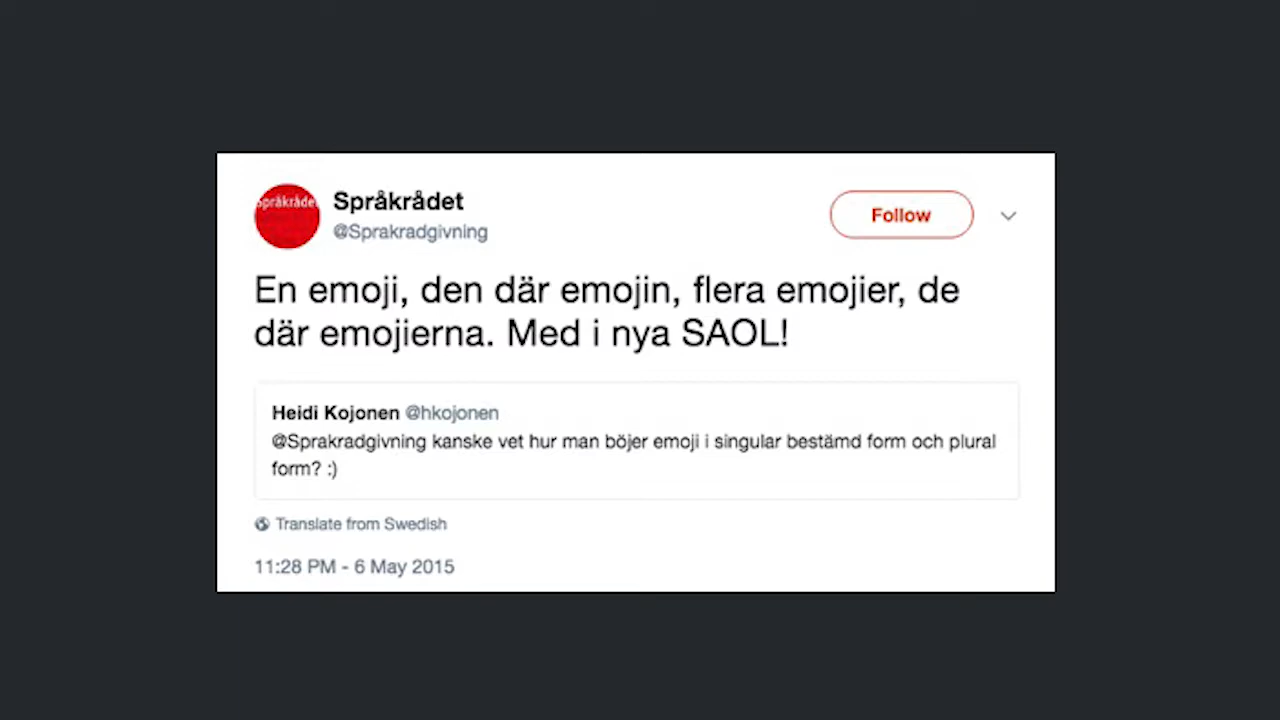 Språkrådet
Språkrådet
@Sprakradgivning
Follow
En emoji, den där emojin, flera emojier, de
där emojierna. Med i nya SAOL!
Heidi Kojonen @hkojonen
@Sprakradgivning kanske vet hur man böjer emoji i singular bestämd form och plural
form? :)
Translate from Swedish
11:28 PM - 6 May 2015